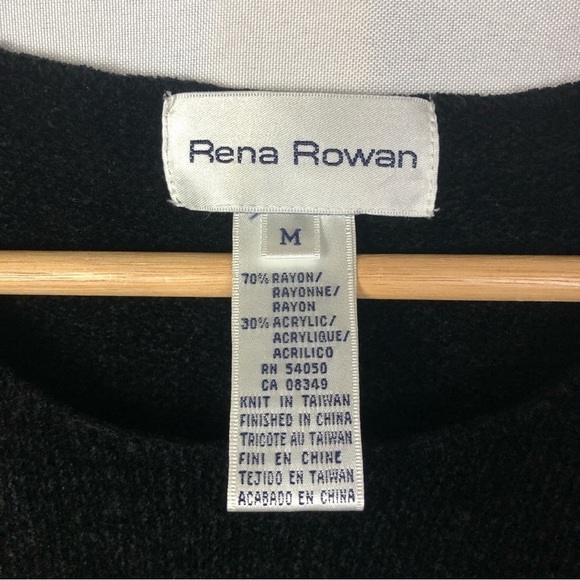 Rena Rowan
M
70% RAYON/
RAYONNE/
RAYON
30% ACRYLIC/
ACRYLIQUE/
ACRILICO
RN 54050
CA 08349
KNIT IN TAIWAN
FINISHED IN CHINA
TRICOTE AU TAIWAN
FINI EN CHINE
TEJIDO EN TAIWAN
ACABADO EN CHINA